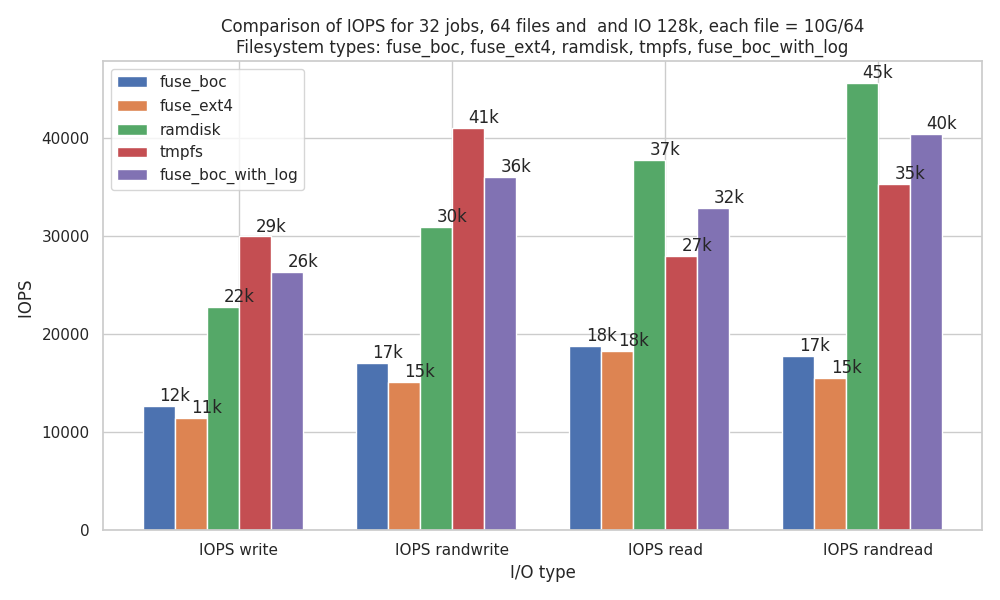 Comparison of IOPS for 32 jobs, 64 files and  and IO 128k, each file = 10G/64
Filesystem types: fuse_boc, fuse_ext4, ramdisk, tmpfs, fuse_boc_with_log
fuse_boc
fuse_ext4
ramdisk
tmpfs
fuse_boc_with_log
IOPS
40000
30000
20000
10000
0
12k
11k
22k
29k
26k
17k
15k
30k
41k
36k
18k
18k
37k
27k
32k
17k
15k
45k
35k
40k
IOPS write
IOPS randwrite
IOPS read
IOPS randread
I/O type